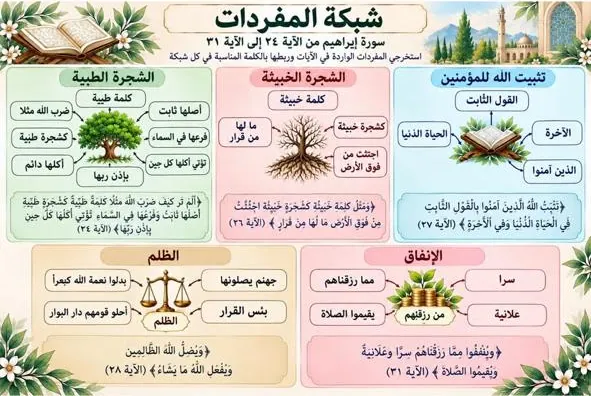 شبكة المفردات
سورة إبراهيم من الآية ٢٤ إلى الآية ٣١
استخرجي المفردات الواردة في الآيات وربطها بالكلمة المناسبة في كل شبكة
تثبيت الله للمؤمنين
القول الثابت
الآخرة
الحياة الدنيا
الذين آمنوا
﴿يُثَبِّتُ اللَّهُ الَّذِينَ آمَنُوا بِالْقَوْلِ الثَّابِتِ
فِي الْحَيَاةِ الدُّنْيَا وَفِي الْآخِرَةِ﴾ (الآية ٢٧)
الشجرة الخبيثة
كلمة خبيثة
كشجرة خبيثة
ما لها
من قرار
اجتثت من
فوق الأرض
﴿وَمَثَلُ كَلِمَةٍ خَبِيثَةٍ كَشَجَرَةٍ خَبِيثَةٍ اجْتُثَّتْ
مِنْ فَوْقِ الْأَرْضِ مَا لَهَا مِنْ قَرَارٍ﴾ (الآية ٢٦)
الشجرة الطيبة
كلمة طيبة
أصلها ثابت
ضرب الله مثلا
فرعها في السماء
كشجرة طيبة
تؤتي أكلها كل حين
أكلها دائم
بإذن ربها
﴿أَلَمْ تَرَ كَيْفَ ضَرَبَ اللَّهُ مَثَلًا كَلِمَةً طَيِّبَةً كَشَجَرَةٍ طَيِّبَةٍ
أَصْلُهَا ثَابِتٌ وَفَرْعُهَا فِي السَّمَاءِ تُؤْتِي أُكُلَهَا كُلَّ حِينٍ
بِإِذْنِ رَبِّهَا﴾ (الآية ٢٤)
الإنفاق
سرا
مما رزقناهم
علانية
يقيموا الصلاة
من رزقهم
﴿وَيُنْفِقُوا مِمَّا رَزَقْنَاهُمْ سِرًّا وَعَلَانِيَةً
وَيُقِيمُوا الصَّلَاةَ﴾ (الآية ٣١)
الظلم
جهنم يصلونها
بدلوا نعمة الله كبعراً
بئس القرار
أحلو قومهم دار البوار
الظلم
﴿وَيُضِلُّ اللَّهُ الظَّالِمِينَ
وَيَفْعَلُ اللَّهُ مَا يَشَاءُ﴾ (الآية ٢٨)